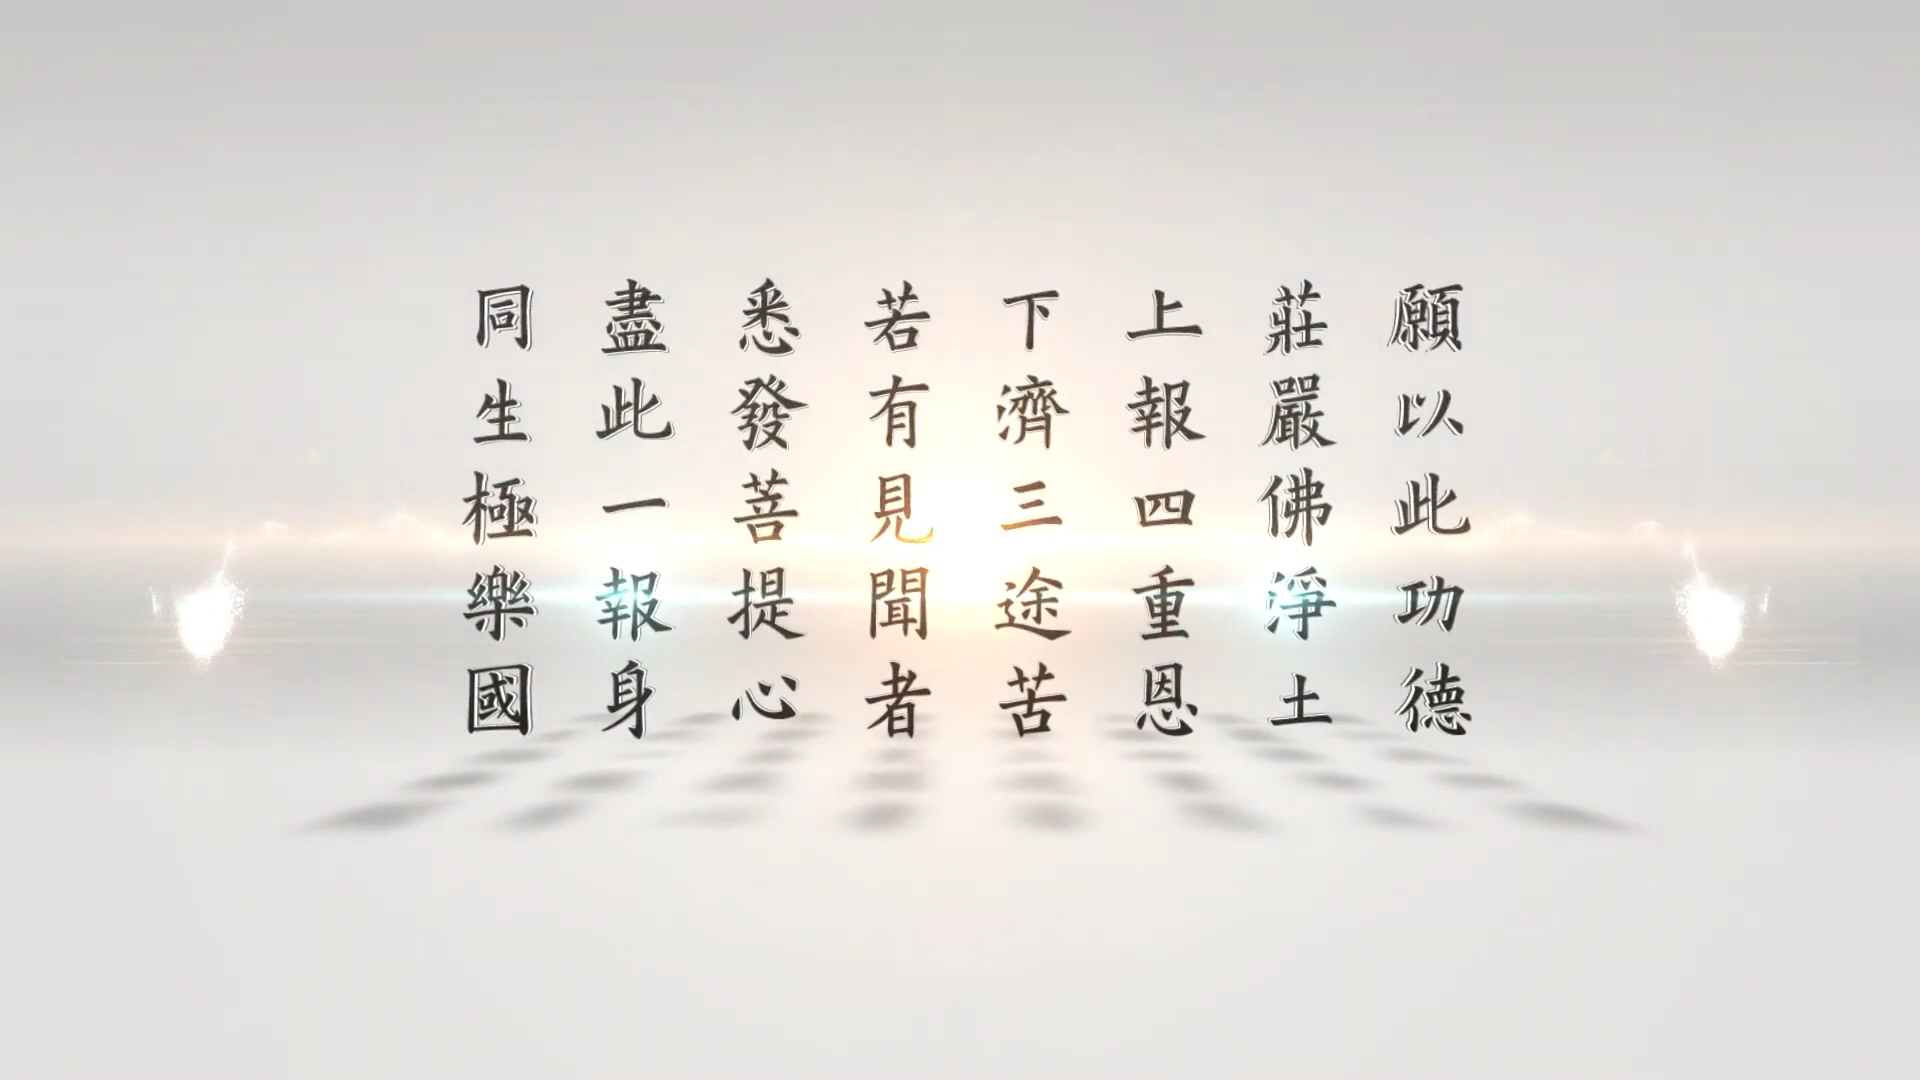 願以此功德
莊嚴佛淨土
上報四重恩
下濟三途苦
若有見聞者
悉發菩提心
盡此一報身
同生極樂國